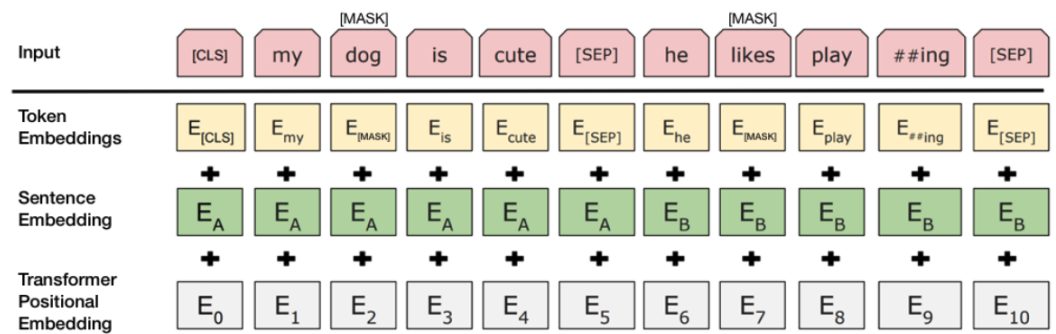 [MASK] [MASK]
Input [CLS] my dog is cute [SEP] he likes play ##ing [SEP]
Token
Embeddings
E[CLS] Emy E[MASK] Eis Ecute E[SEP] Ehe E[MASK] Eplay E##ing E[SEP]
+ + + + + + + + + + +
Sentence
Embedding
EA EA EA EA EA EA EB EB EB EB EB
+ + + + + + + + + + +
Transformer
Positional
Embedding
E0 E1 E2 E3 E4 E5 E6 E7 E8 E9 E10